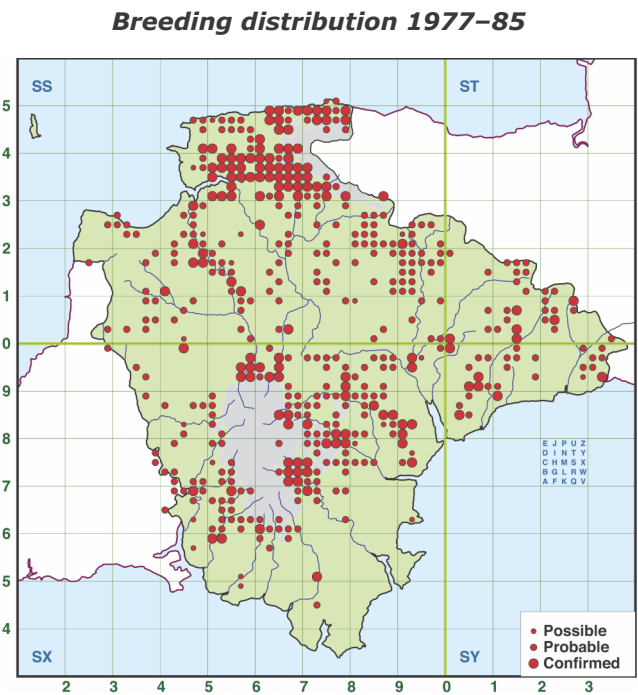 Breeding distribution 1977–85
SS
ST
5
4
3
2
1
0
9
8
7
6
5
4
E J P U Z
D I N T Y
C H M S X
B G L R W
A F K Q V
SX
SY
Possible
Probable
Confirmed
2 3 4 5 6 7 8 9 0 1 2 3